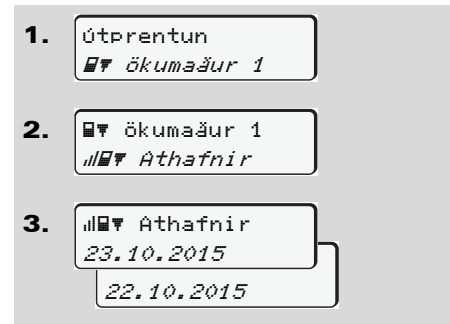 1. útprentun
ökumaður 1
2. ökumaður 1
Athafnir
3. Athafnir
23.10.2015
22.10.2015